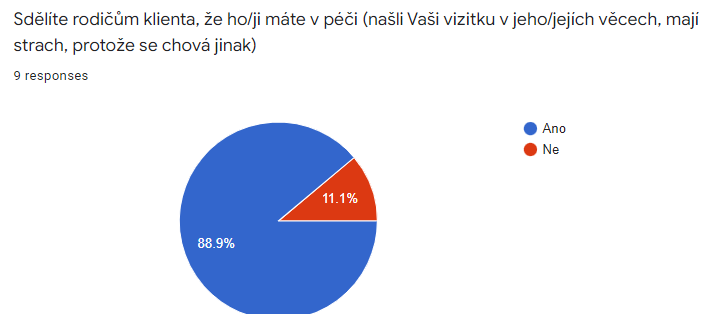 Sdělíte rodičům klienta, že ho/ji máte v péči (našli Vaši vizitku v jeho/jejích věcech, mají
strach, protože se chová jinak)
9 responses
Ano
Ne
11.1%
88.9%